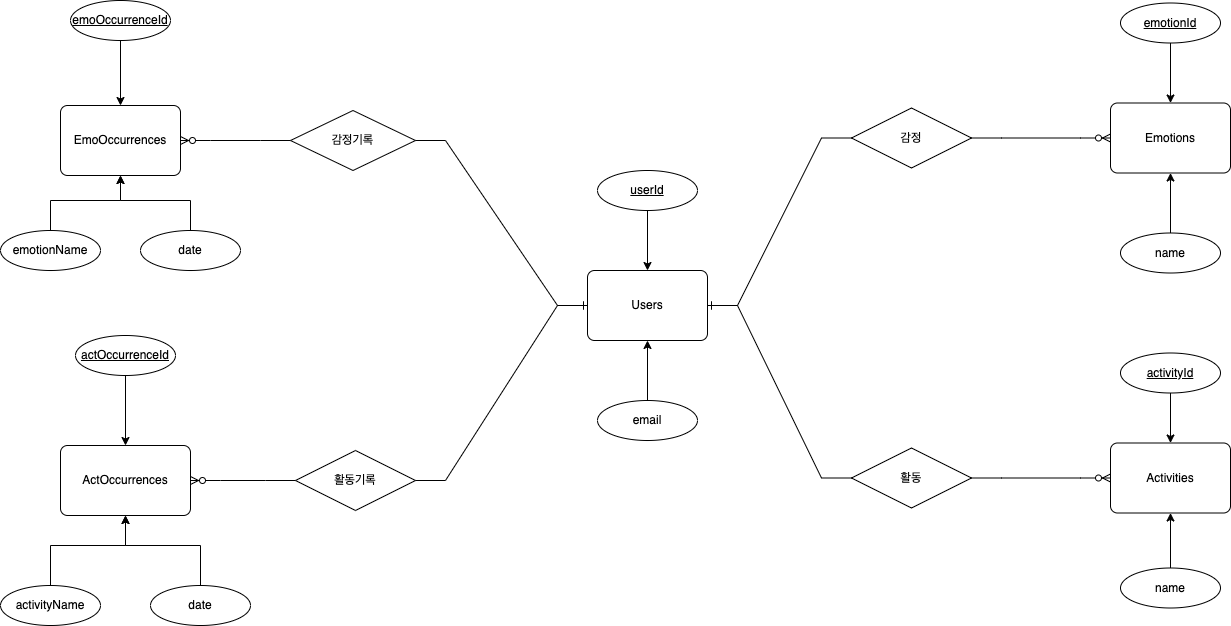 emoOccurrenceId
emotionId
EmoOccurrences
감정기록
감정
Emotions
userId
emotionName
date
name
Users
actOccurrenceId
activityId
email
ActOccurrences
활동기록
활동
Activities
activityName
date
name